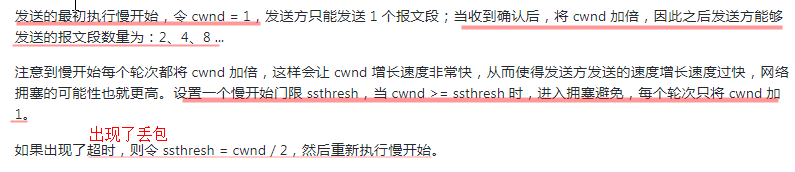 发送的最初执行慢开始，令 cwnd = 1，发送方只能发送 1 个报文段；当收到确认后，将 cwnd 加倍，因此之后发送方能够
发送的报文段数量为：2、4、8 ...
注意到慢开始每个轮次都将 cwnd 加倍，这样会让 cwnd 增长速度非常快，从而使得发送方发送的速度增长速度过快，网络
拥塞的可能性也就更高。设置一个慢开始门限 ssthresh，当 cwnd >= ssthresh 时，进入拥塞避免，每个轮次只将 cwnd 加
1。
出现了丢包
如果出现了超时，则令 ssthresh = cwnd / 2，然后重新执行慢开始。